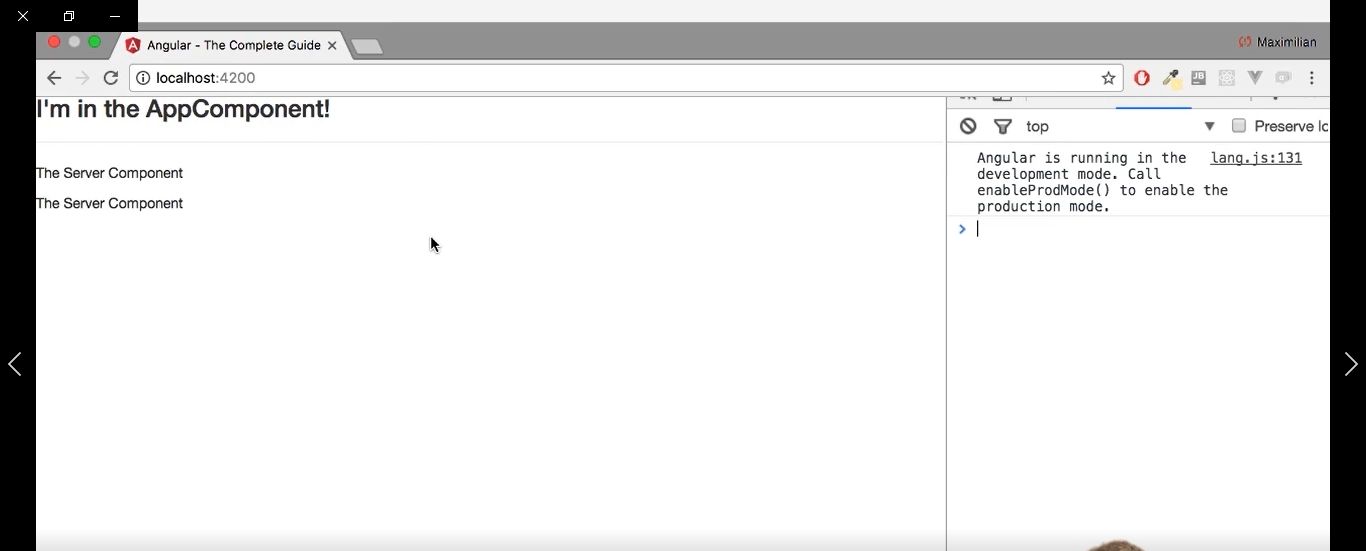 Angular - The Complete Guide
Maximilian
localhost:4200
I'm in the AppComponent!
The Server Component
The Server Component
top
Preserve
JB
Angular is running in the lang.js:131
development mode. Call
enableProdMode() to enable the
production mode.